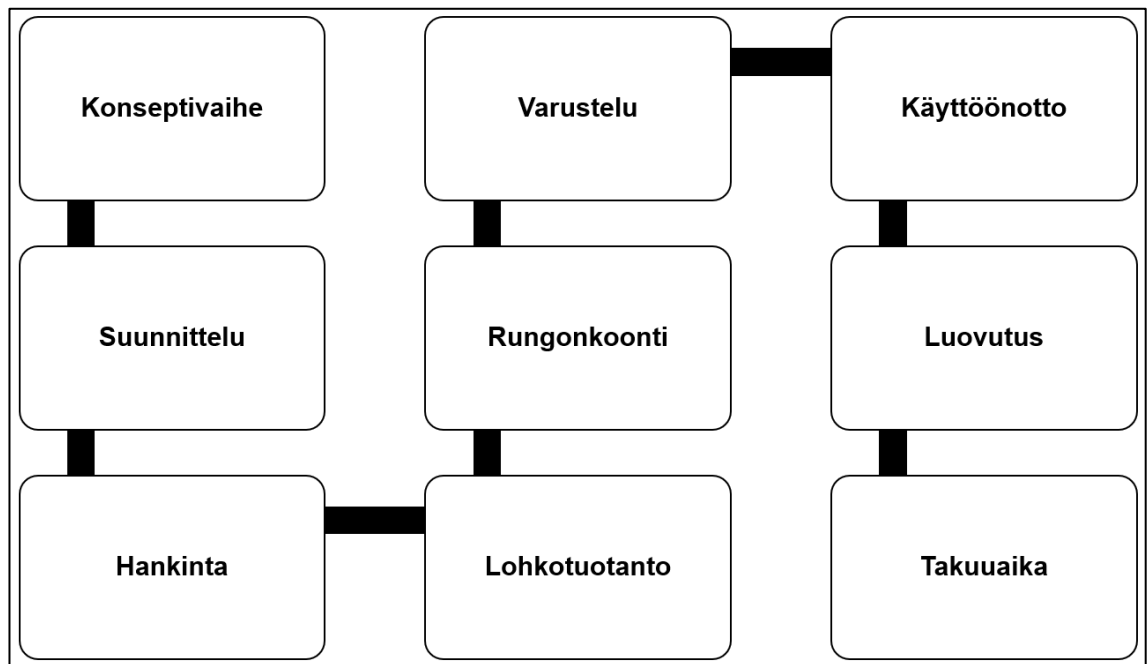 Konseptivaihe
Suunnittelu
Hankinta
Lohkotuotanto
Rungonkoonti
Varustelu
Käyttöönotto
Luovutus
Takuuaika